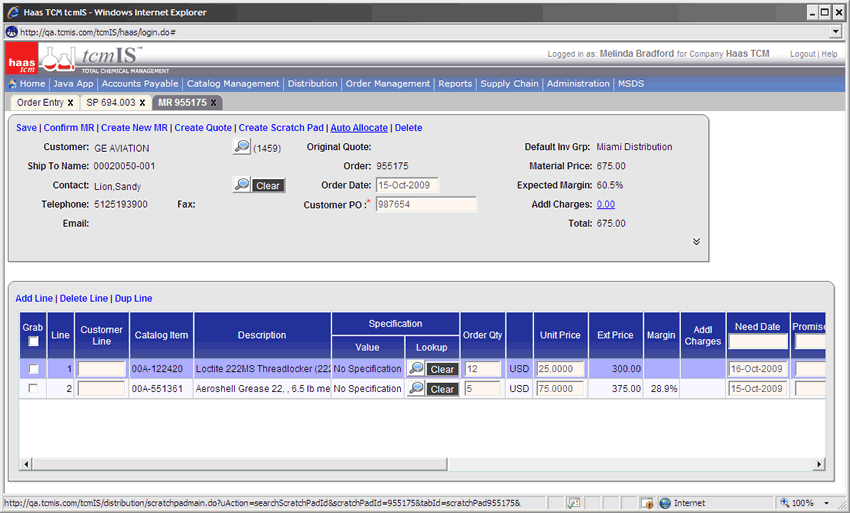 Haas TCM tcmIS - Windows Internet Explorer
http://qa.tcmis.com/tcmIS/haas/login.do#
haas tcm tcmIS™ TOTAL CHEMICAL MANAGEMENT
Logged in as: Melinda Bradford for Company Haas TCM Logout | Help
Home | Java App | Accounts Payable | Catalog Management | Distribution | Order Management | Reports | Supply Chain | Administration | MSDS
Order Entry x SP 694.003 x MR 955175 x
Save | Confirm MR | Create New MR | Create Quote | Create Scratch Pad | Auto Allocate | Delete
Customer: GE AVIATION (1459) Original Quote: Default Inv Grp: Miami Distribution
Ship To Name: 00020050-001 Order: 955175 Material Price: 675.00
Contact: Lion,Sandy Clear Order Date: 15-Oct-2009 Expected Margin: 60.5%
Telephone: 5125193900 Fax: Customer PO :* 987654 Addl Charges: 0.00
Email: Total: 675.00
Add Line | Delete Line | Dup Line
Grab Line Customer Line Catalog Item Description Specification Value Lookup Order Qty Unit Price Ext Price Margin Addl Charges Need Date Promise
1 00A-122420 Loctite 222MS Threadlocker (222 No Specification Clear 12 USD 25.0000 300.00 16-Oct-2009
2 00A-551361 Aeroshell Grease 22, , 6.5 lb me No Specification Clear 5 USD 75.0000 375.00 28.9% 15-Oct-2009
http://qa.tcmis.com/tcmIS/distribution/scratchpadmain.do?uAction=searchScratchPadId&scratchPadId=955175&tabId=scratchPad955175& Internet 100%